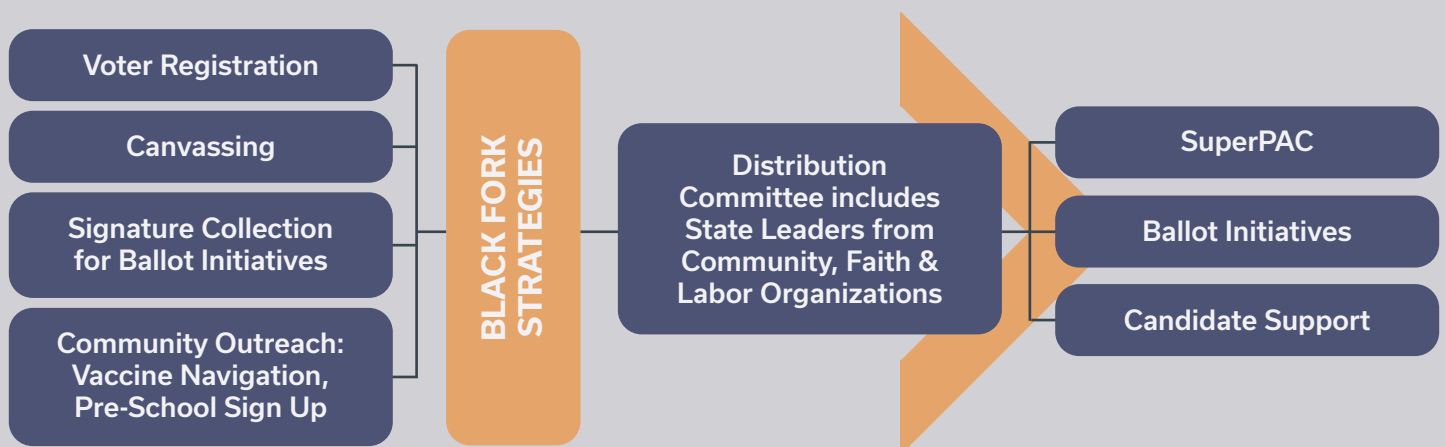 Voter Registration
Canvassing
Signature Collection
for Ballot Initiatives
Community Outreach:
Vaccine Navigation,
Pre-School Sign Up
BLACK FORK
STRATEGIES
Distribution
Committee includes
State Leaders from
Community, Faith &
Labor Organizations
SuperPAC
Ballot Initiatives
Candidate Support